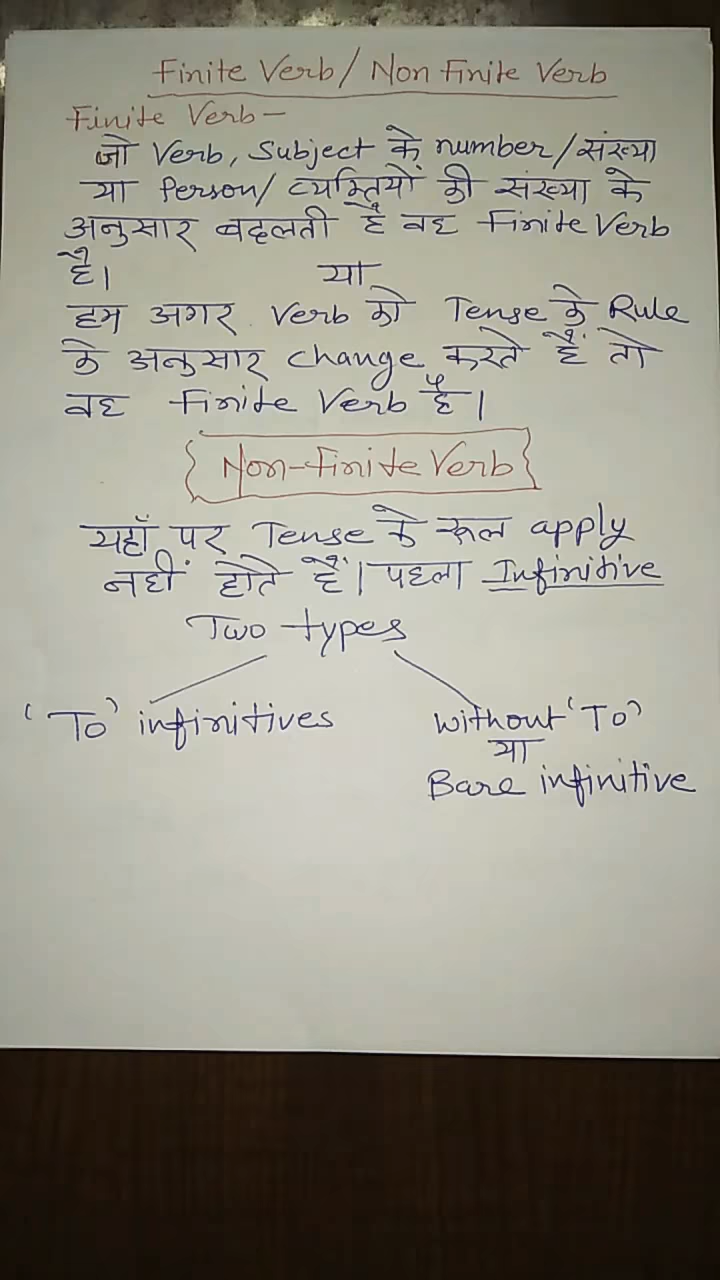 Finite Verb / Non Finite Verb
Finite Verb -
जो Verb, Subject के number/संख्या
या Person/ व्यक्तियों की संख्या के
अनुसार बदलती है वह Finite Verb
है। या
हम अगर Verb को Tense के Rule
के अनुसार change करते हैं तो
वह Finite Verb है।
{Non-Finite Verb}
यहाँ पर Tense के रूल apply
नहीं होते हैं। पहला Infinitive
Two types
'To' infinitives without 'To'
या
Bare infinitive